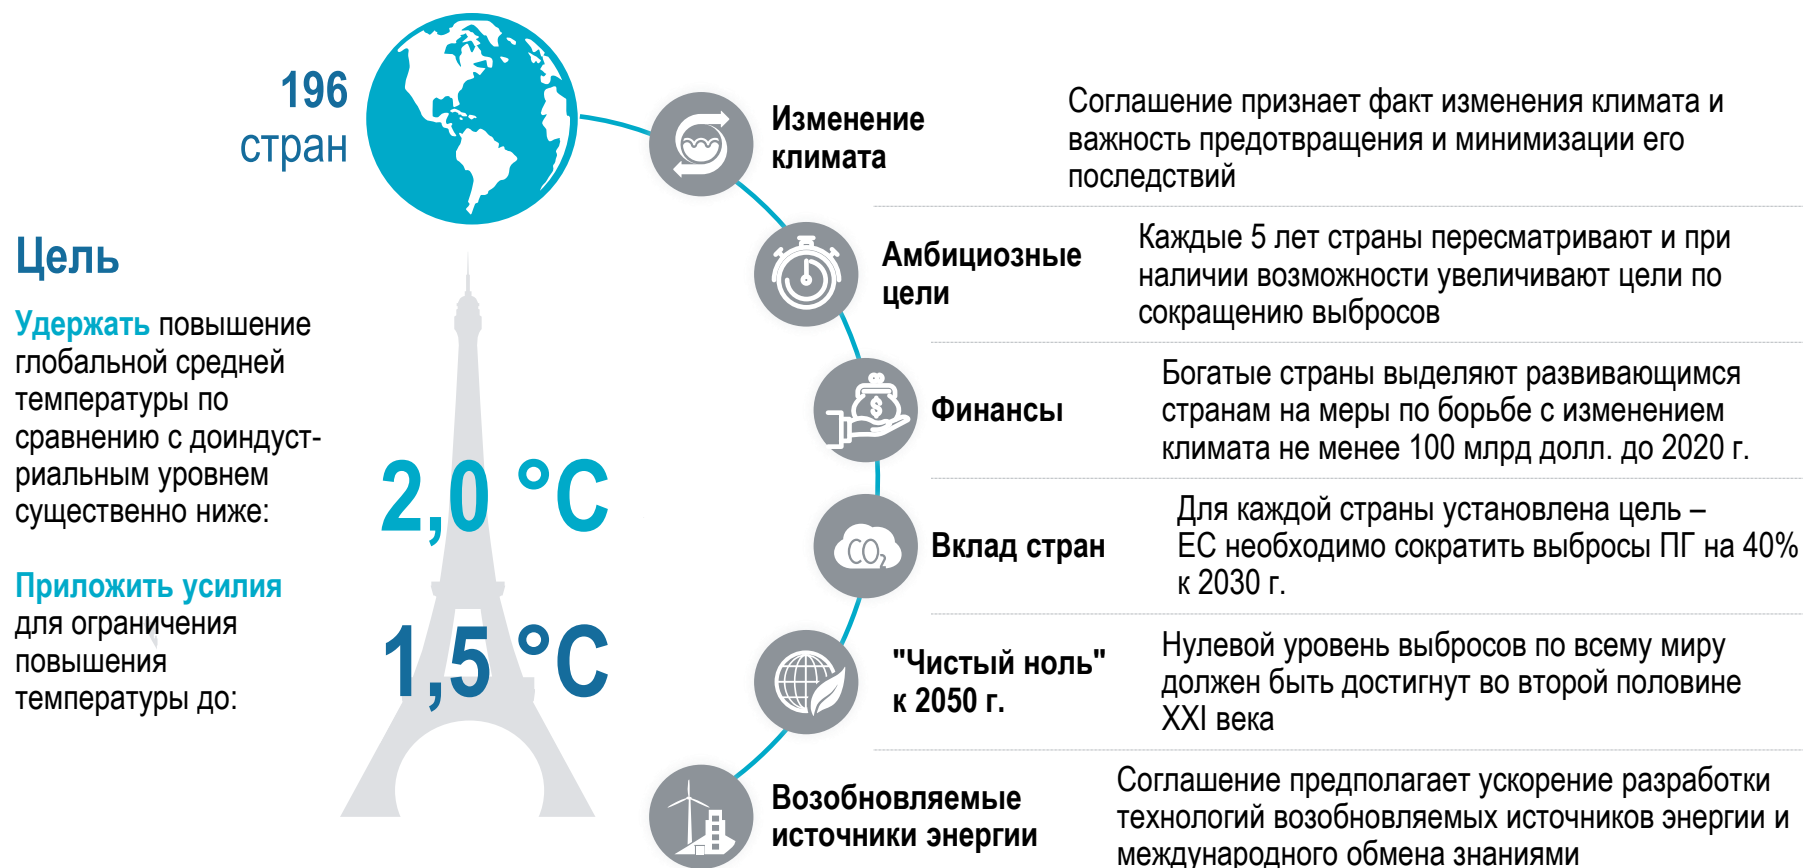 196
стран
Цель
Удержать повышение
глобальной средней
температуры по
сравнению с доиндуст-
риальным уровнем
существенно ниже:
2,0 °C
Приложить усилия
для ограничения
повышения
температуры до:
1,5 °C
Изменение
климата
Соглашение признает факт изменения климата и
важность предотвращения и минимизации его
последствий
Амбициозные
цели
Каждые 5 лет страны пересматривают и при
наличии возможности увеличивают цели по
сокращению выбросов
Финансы
Богатые страны выделяют развивающимся
странам на меры по борьбе с изменением
климата не менее 100 млрд долл. до 2020 г.
$
CO2
Вклад стран
Для каждой страны установлена цель –
ЕС необходимо сократить выбросы ПГ на 40%
к 2030 г.
"Чистый ноль"
к 2050 г.
Нулевой уровень выбросов по всему миру
должен быть достигнут во второй половине
XXI века
Возобновляемые
источники энергии
Соглашение предполагает ускорение разработки
технологий возобновляемых источников энергии и
международного обмена знаниями